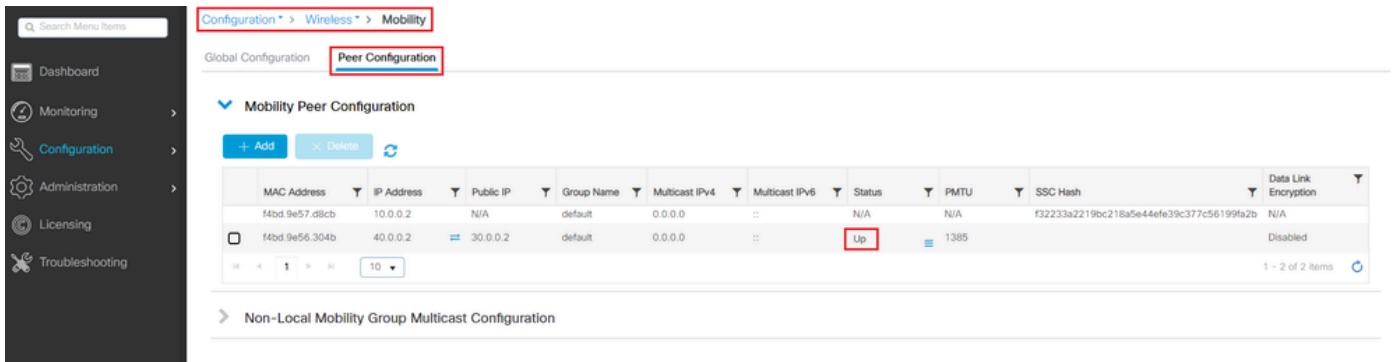 Search Menu Items
Dashboard
Monitoring
Configuration
Administration
Licensing
Troubleshooting
Configuration > Wireless > Mobility
Global Configuration Peer Configuration
Mobility Peer Configuration
+ Add × Delete
MAC Address IP Address Public IP Group Name Multicast IPv4 Multicast IPv6 Status PMTU SSC Hash Data Link Encryption
f4bd.9e57.d8cb 10.0.0.2 N/A default 0.0.0.0 :: N/A N/A f32233a2219bc218a5e44efe39c377c56199fa2b N/A
f4bd.9e56.304b 40.0.0.2 30.0.0.2 default 0.0.0.0 :: Up 1385 Disabled
1 10 1 - 2 of 2 items
Non-Local Mobility Group Multicast Configuration